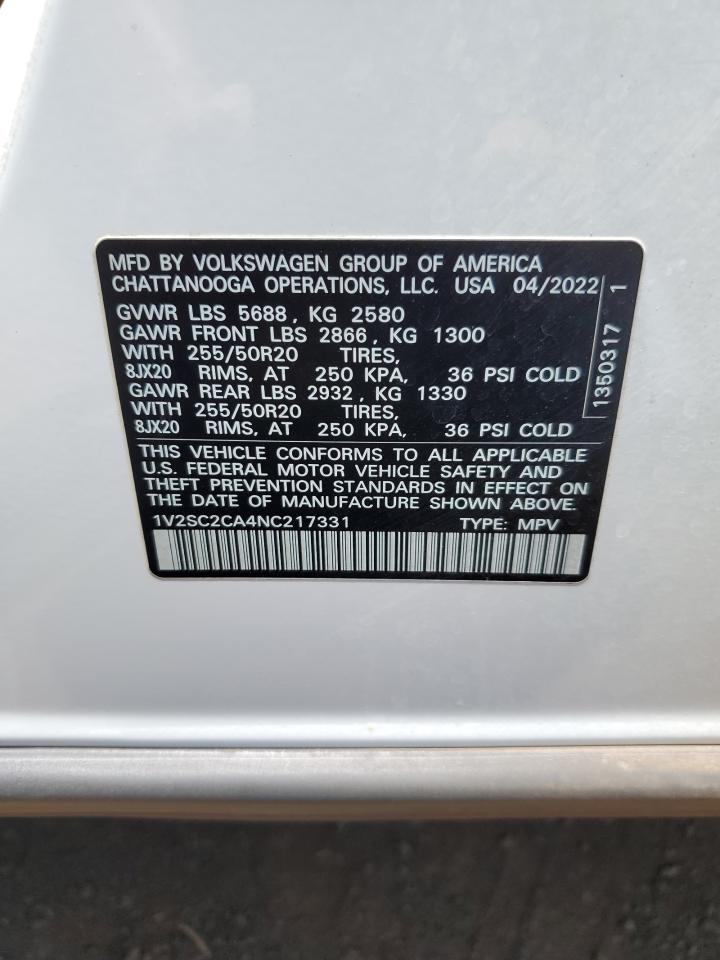 MFD BY VOLKSWAGEN GROUP OF AMERICA
CHATTANOOGA OPERATIONS, LLC. USA 04/2022
GVWR LBS 5688, KG 2580
GAWR FRONT LBS 2866, KG 1300
WITH 255/50R20 TIRES,
8JX20 RIMS, AT 250 KPA, 36 PSI COLD
GAWR REAR LBS 2932, KG 1330
WITH 255/50R20 TIRES,
8JX20 RIMS, AT 250 KPA, 36 PSI COLD
1350317 1
THIS VEHICLE CONFORMS TO ALL APPLICABLE
U.S. FEDERAL MOTOR VEHICLE SAFETY AND
THEFT PREVENTION STANDARDS IN EFFECT ON
THE DATE OF MANUFACTURE SHOWN ABOVE.
1V2SC2CA4NC217331 TYPE: MPV